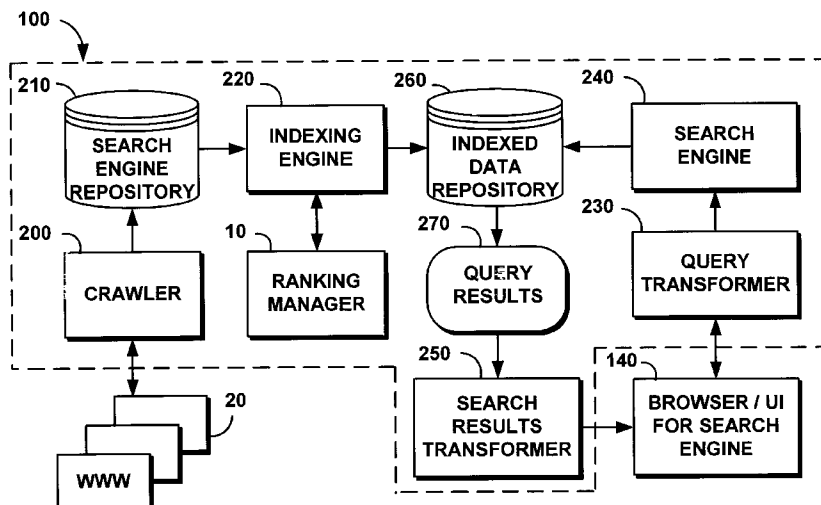 100
210
SEARCH
ENGINE
REPOSITORY
220
INDEXING
ENGINE
260
INDEXED
DATA
REPOSITORY
240
SEARCH
ENGINE
200
CRAWLER
10
RANKING
MANAGER
270
QUERY
RESULTS
230
QUERY
TRANSFORMER
20
WWW
250
SEARCH
RESULTS
TRANSFORMER
140
BROWSER / UI
FOR SEARCH
ENGINE